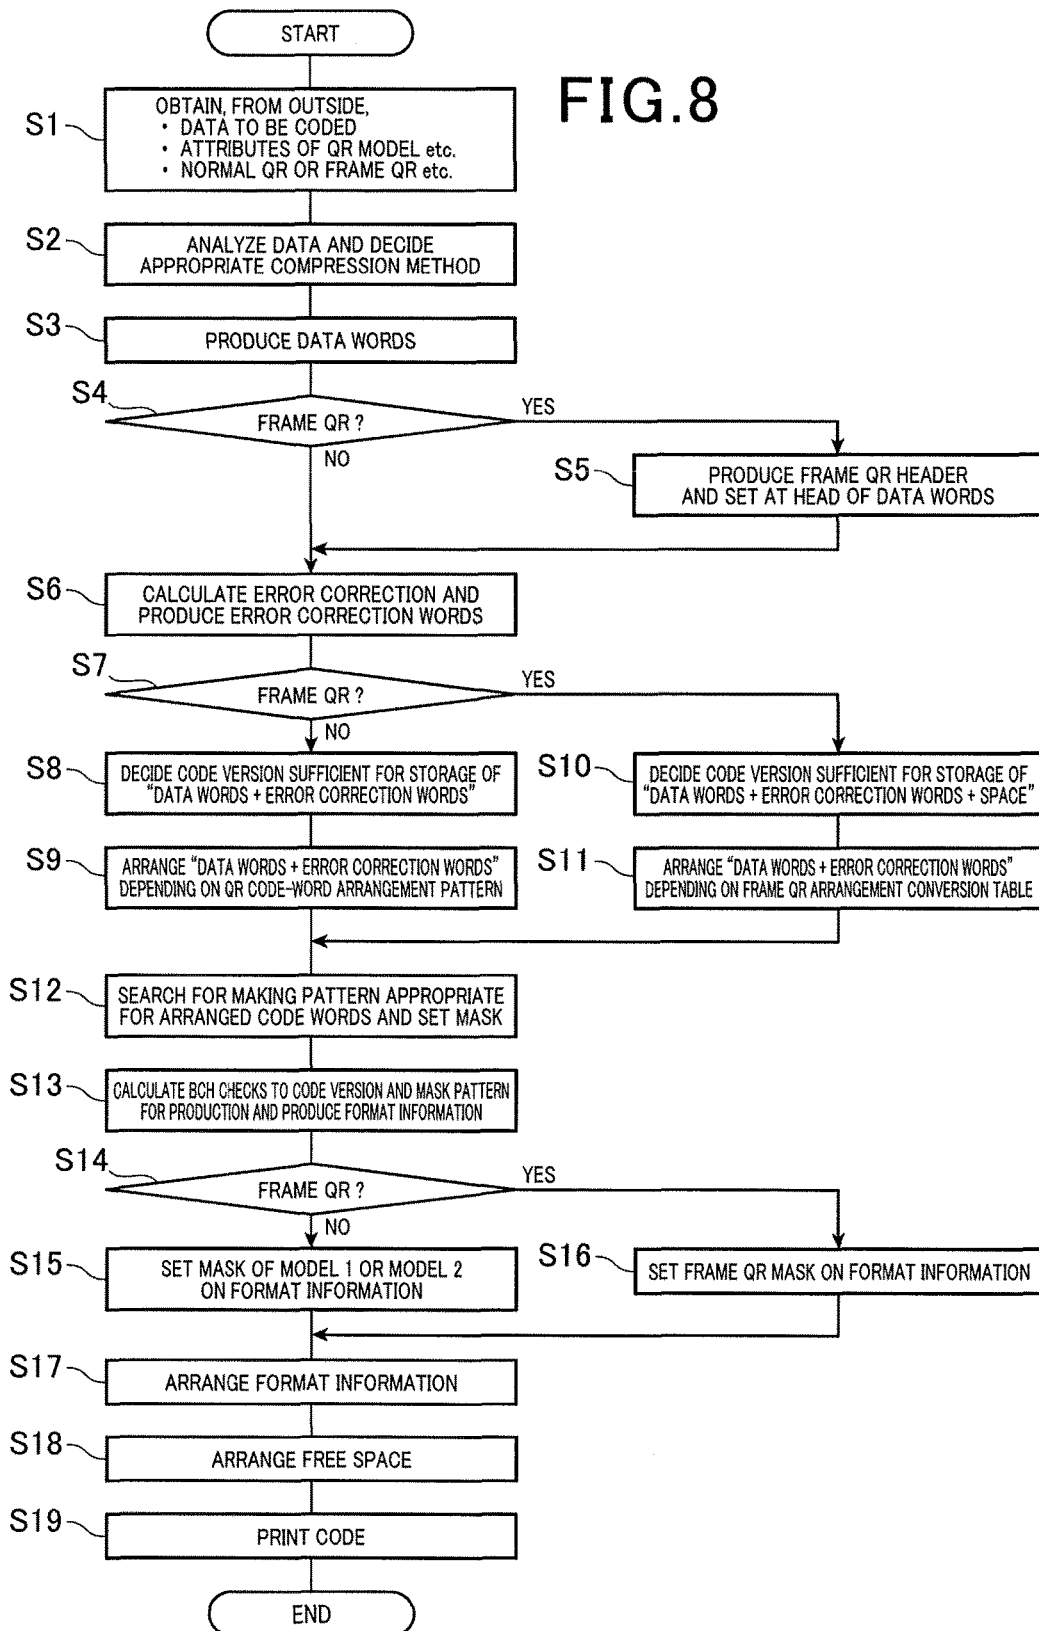 START
FIG.8
S1
OBTAIN, FROM OUTSIDE,
・ DATA TO BE CODED
・ ATTRIBUTES OF QR MODEL etc.
・ NORMAL QR OR FRAME QR etc.
S2
ANALYZE DATA AND DECIDE
APPROPRIATE COMPRESSION METHOD
S3
PRODUCE DATA WORDS
S4
FRAME QR ?
YES
NO
S5
PRODUCE FRAME QR HEADER
AND SET AT HEAD OF DATA WORDS
S6
CALCULATE ERROR CORRECTION AND
PRODUCE ERROR CORRECTION WORDS
S7
FRAME QR ?
YES
NO
S8
DECIDE CODE VERSION SUFFICIENT FOR STORAGE OF
“DATA WORDS + ERROR CORRECTION WORDS”
S10
DECIDE CODE VERSION SUFFICIENT FOR STORAGE OF
“DATA WORDS + ERROR CORRECTION WORDS + SPACE”
S9
ARRANGE “DATA WORDS + ERROR CORRECTION WORDS”
DEPENDING ON QR CODE-WORD ARRANGEMENT PATTERN
S11
ARRANGE “DATA WORDS + ERROR CORRECTION WORDS”
DEPENDING ON FRAME QR ARRANGEMENT CONVERSION TABLE
S12
SEARCH FOR MAKING PATTERN APPROPRIATE
FOR ARRANGED CODE WORDS AND SET MASK
S13
CALCULATE BCH CHECKS TO CODE VERSION AND MASK PATTERN
FOR PRODUCTION AND PRODUCE FORMAT INFORMATION
S14
FRAME QR ?
YES
NO
S15
SET MASK OF MODEL 1 OR MODEL 2
ON FORMAT INFORMATION
S16
SET FRAME QR MASK ON FORMAT INFORMATION
S17
ARRANGE FORMAT INFORMATION
S18
ARRANGE FREE SPACE
S19
PRINT CODE
END